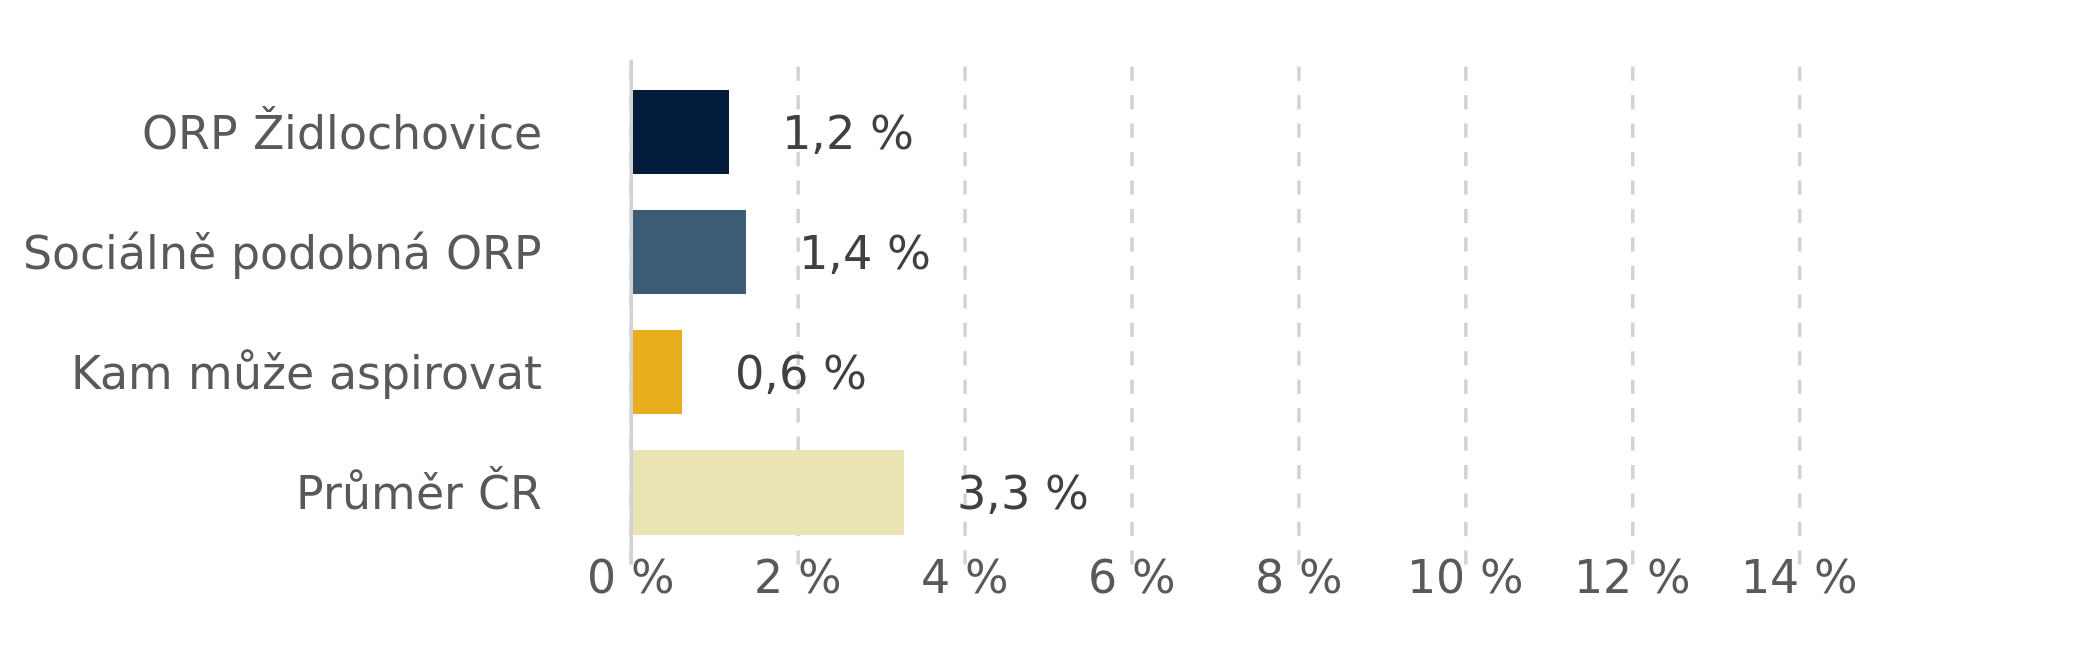 ORP Židlochovice 1,2 %
Sociálně podobná ORP 1,4 %
Kam může aspirovat 0,6 %
Průměr ČR 3,3 %
0 % 2 % 4 % 6 % 8 % 10 % 12 % 14 %